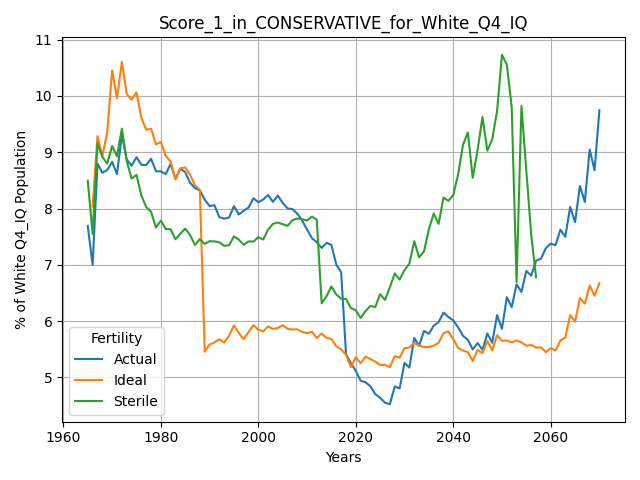 Score_1_in_CONSERVATIVE_for_White_Q4_IQ
% of White Q4_IQ Population
11
10
9
8
7
6
5
Fertility
Actual
Ideal
Sterile
1960 1980 2000 2020 2040 2060
Years